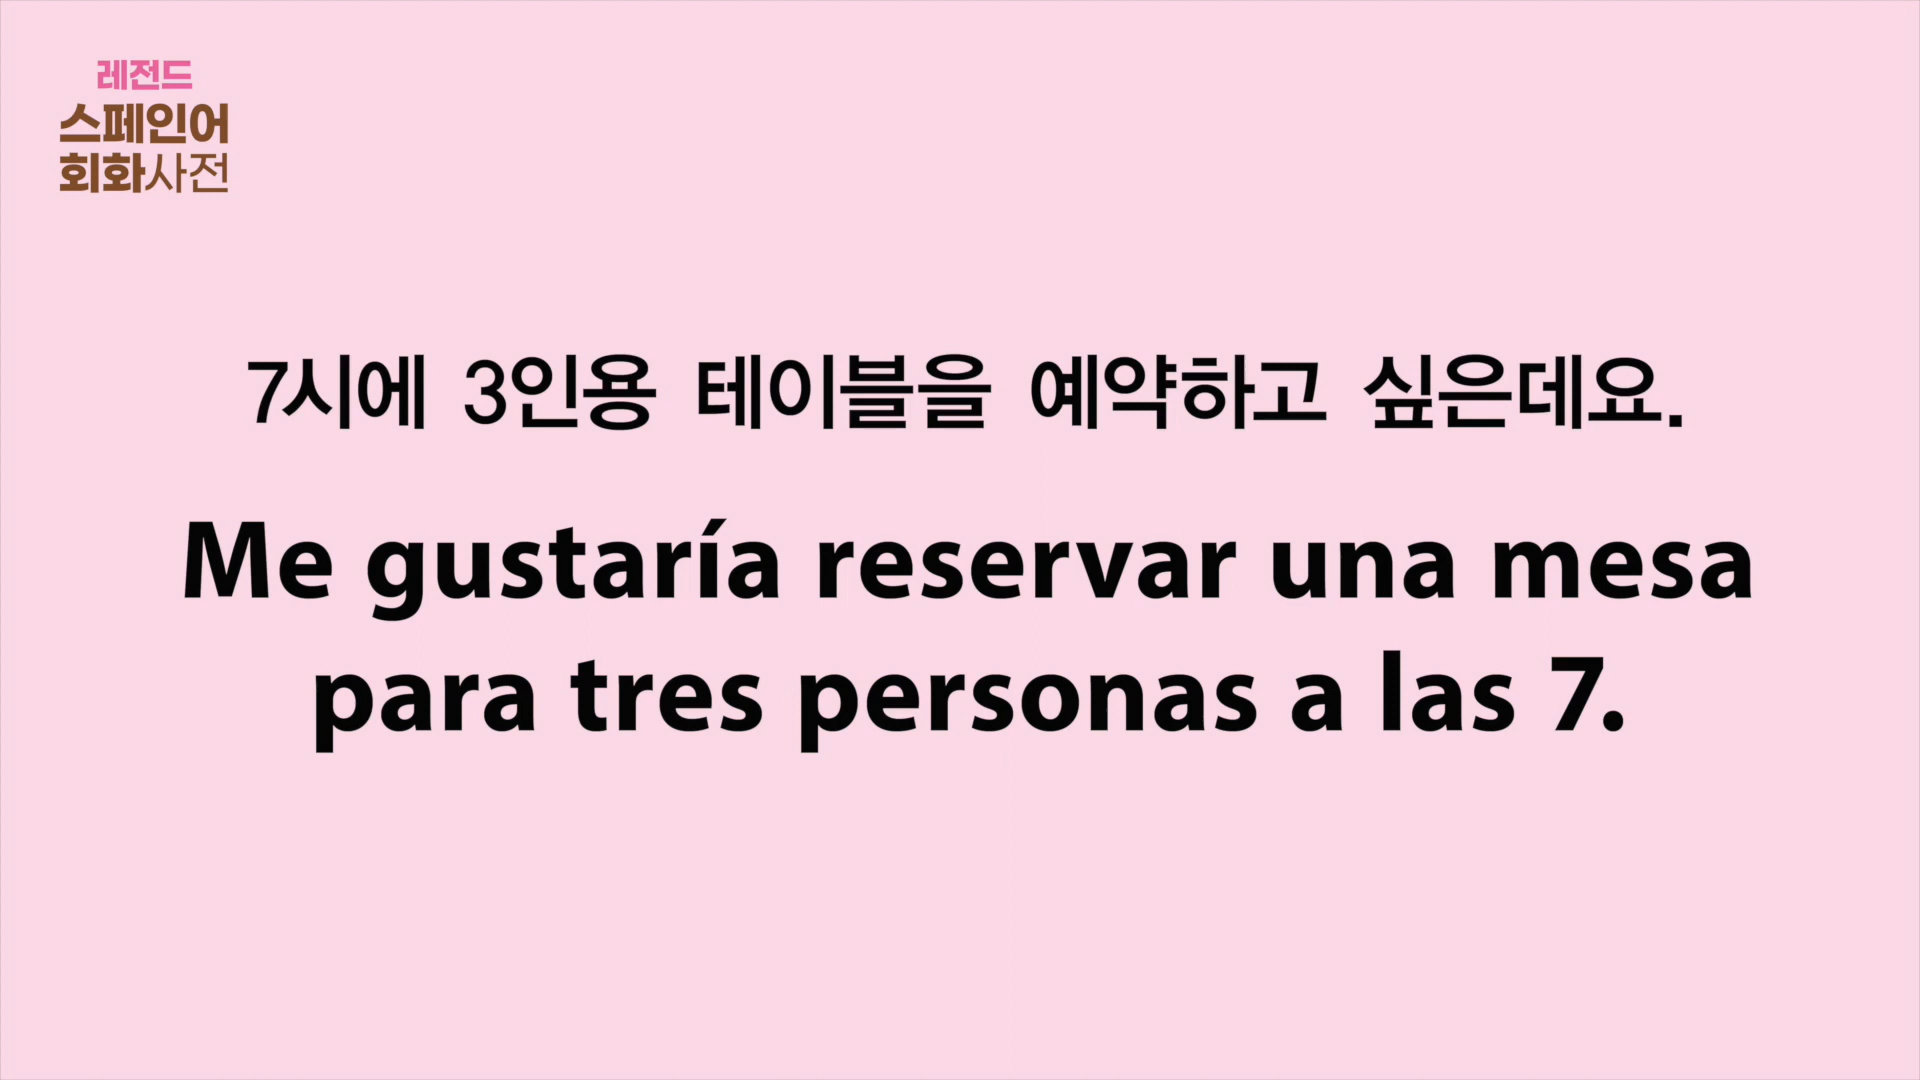 레전드
스페인어
회화사전
7시에 3인용 테이블을 예약하고 싶은데요.
Me gustaría reservar una mesa
para tres personas a las 7.